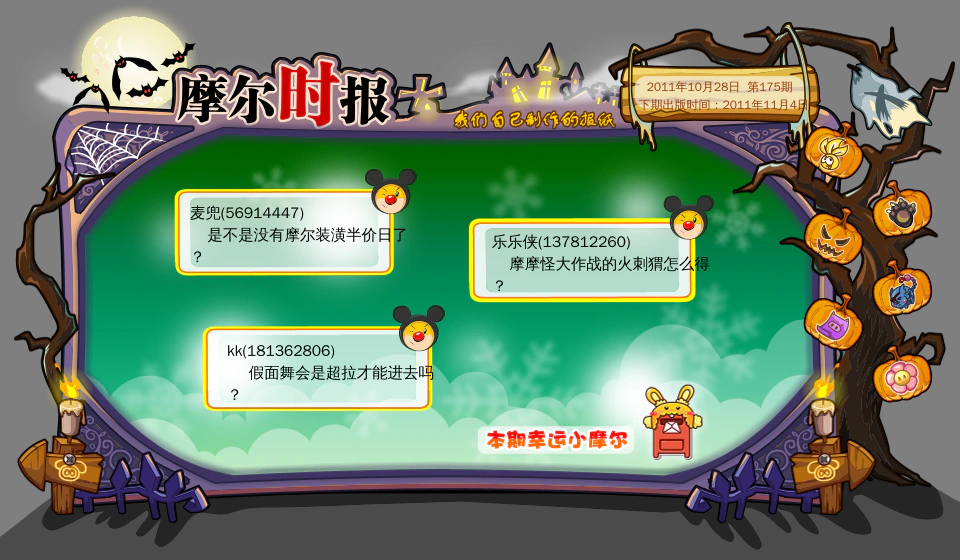 摩尔时报
我们自己制作的报纸
2011年10月28日 第175期
下期出版时间：2011年11月4日
麦兜(56914447)
是不是没有摩尔装潢半价日了
？
乐乐侠(137812260)
摩摩怪大作战的火刺猬怎么得
？
kk(181362806)
假面舞会是超拉才能进去吗
？
本期幸运小摩尔